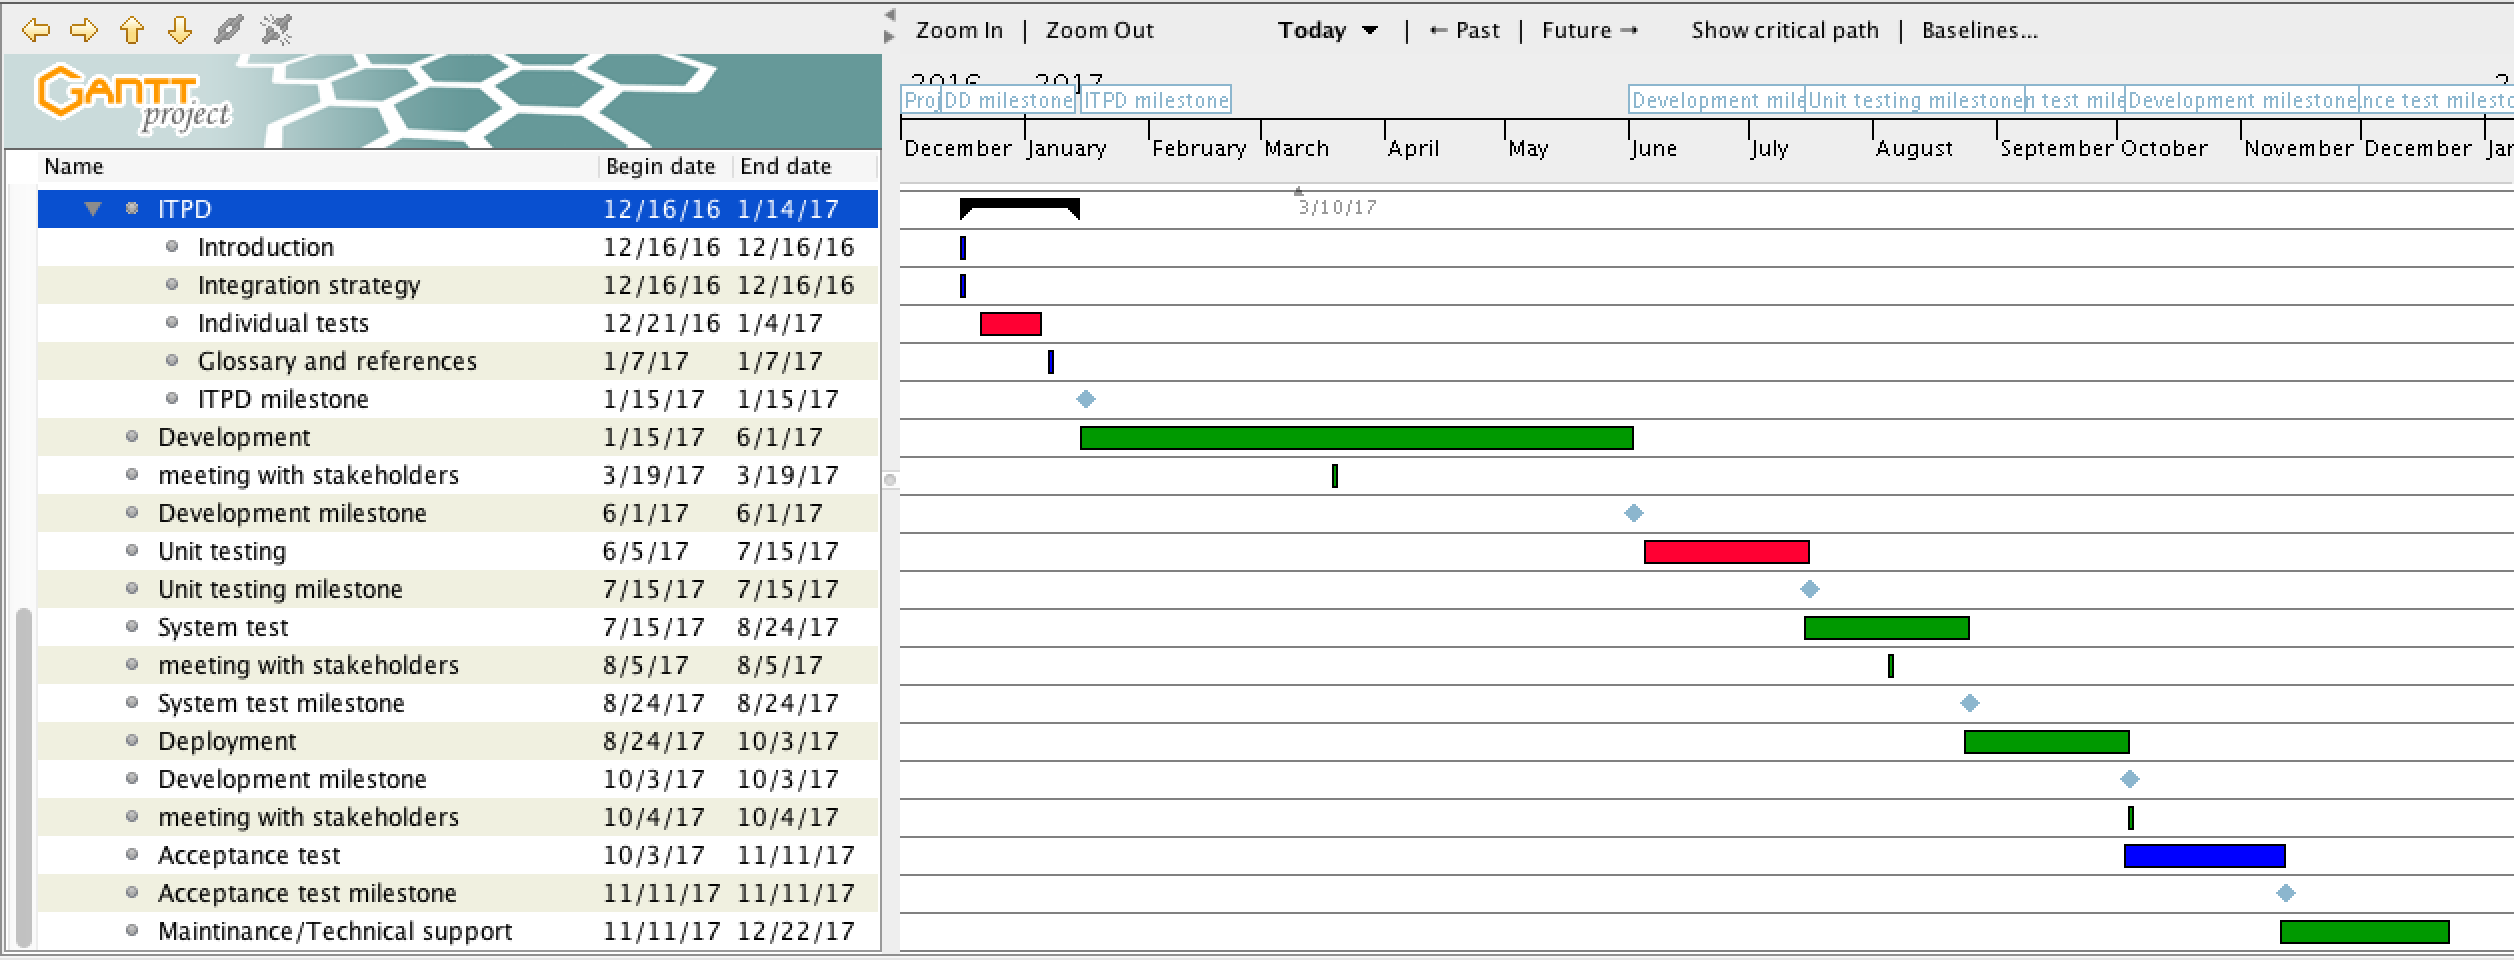 Zoom In | Zoom Out Today | ← Past | Future → Show critical path | Baselines...
GANTT project
2016 2017
Proj DD milestone ITPD milestone Development mile Unit testing milestone n test mile Development milestone nce test milesto
December January February March April May June July August September October November December Jan
Name Begin date End date
ITPD 12/16/16 1/14/17
3/10/17
Introduction 12/16/16 12/16/16
Integration strategy 12/16/16 12/16/16
Individual tests 12/21/16 1/4/17
Glossary and references 1/7/17 1/7/17
ITPD milestone 1/15/17 1/15/17
Development 1/15/17 6/1/17
meeting with stakeholders 3/19/17 3/19/17
Development milestone 6/1/17 6/1/17
Unit testing 6/5/17 7/15/17
Unit testing milestone 7/15/17 7/15/17
System test 7/15/17 8/24/17
meeting with stakeholders 8/5/17 8/5/17
System test milestone 8/24/17 8/24/17
Deployment 8/24/17 10/3/17
Development milestone 10/3/17 10/3/17
meeting with stakeholders 10/4/17 10/4/17
Acceptance test 10/3/17 11/11/17
Acceptance test milestone 11/11/17 11/11/17
Maintinance/Technical support 11/11/17 12/22/17